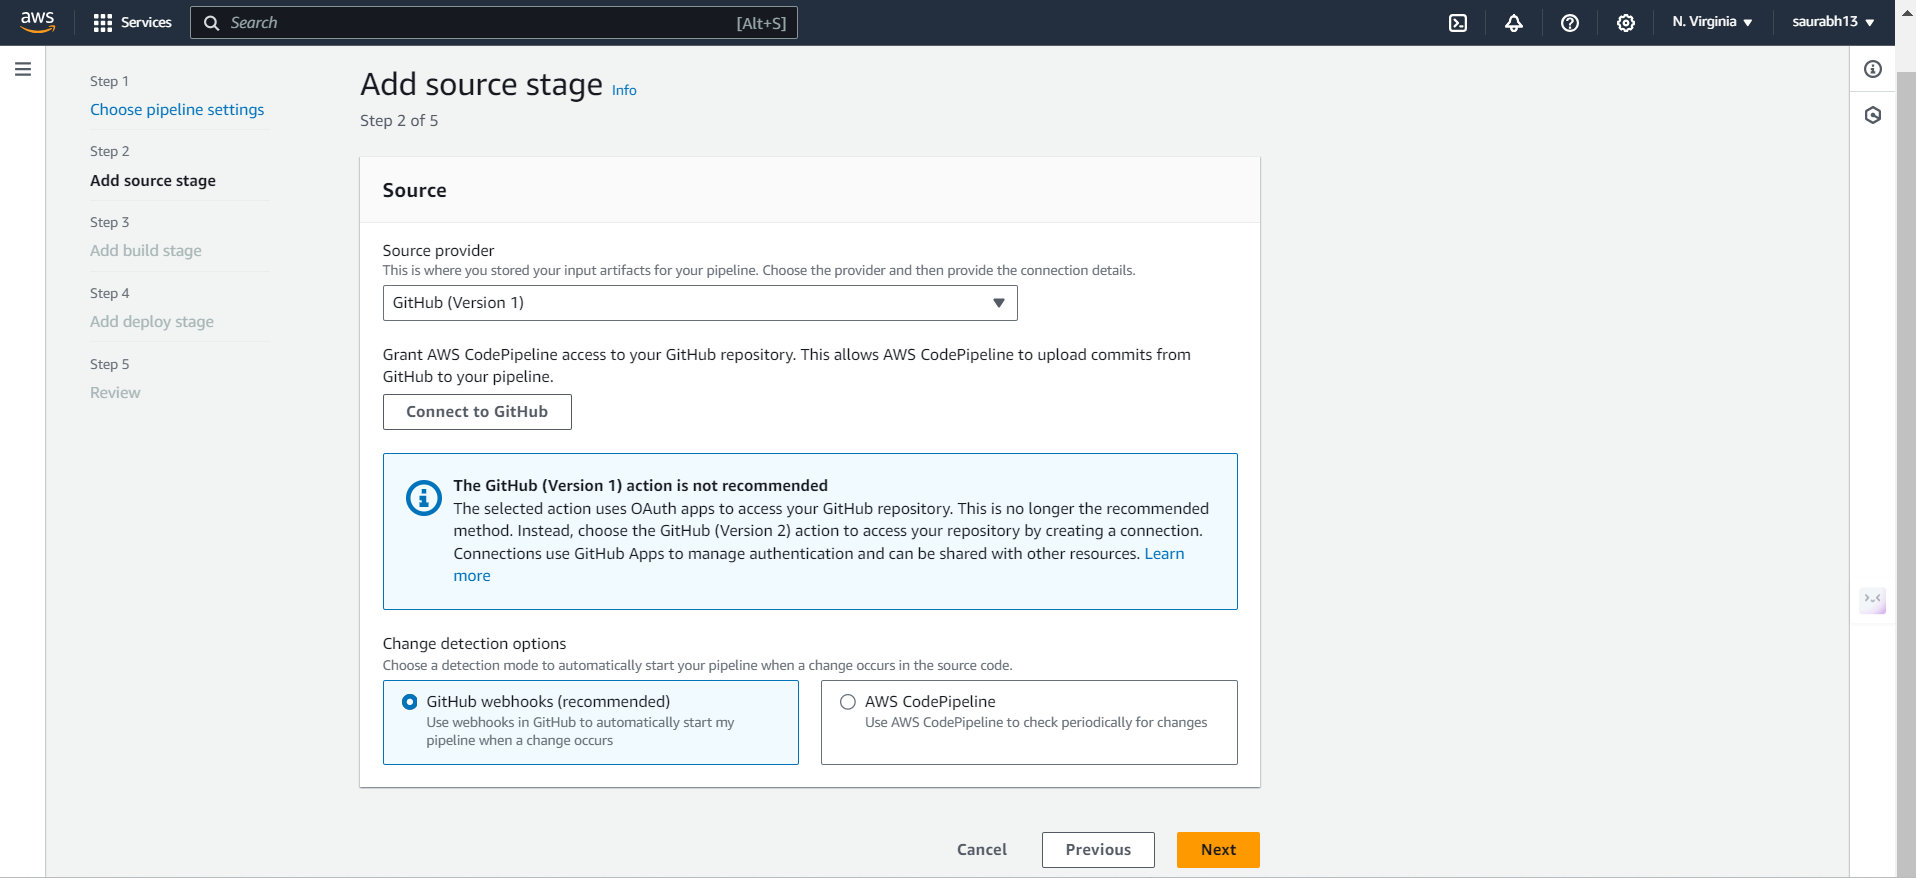 aws
Services
Search
[Alt+S]
N. Virginia
saurabh13
Step 1
Choose pipeline settings
Step 2
Add source stage
Step 3
Add build stage
Step 4
Add deploy stage
Step 5
Review
Add source stage Info
Step 2 of 5
Source
Source provider
This is where you stored your input artifacts for your pipeline. Choose the provider and then provide the connection details.
GitHub (Version 1)
Grant AWS CodePipeline access to your GitHub repository. This allows AWS CodePipeline to upload commits from
GitHub to your pipeline.
Connect to GitHub
The GitHub (Version 1) action is not recommended
The selected action uses OAuth apps to access your GitHub repository. This is no longer the recommended
method. Instead, choose the GitHub (Version 2) action to access your repository by creating a connection.
Connections use GitHub Apps to manage authentication and can be shared with other resources. Learn
more
Change detection options
Choose a detection mode to automatically start your pipeline when a change occurs in the source code.
GitHub webhooks (recommended)
Use webhooks in GitHub to automatically start my
pipeline when a change occurs
AWS CodePipeline
Use AWS CodePipeline to check periodically for changes
Cancel
Previous
Next